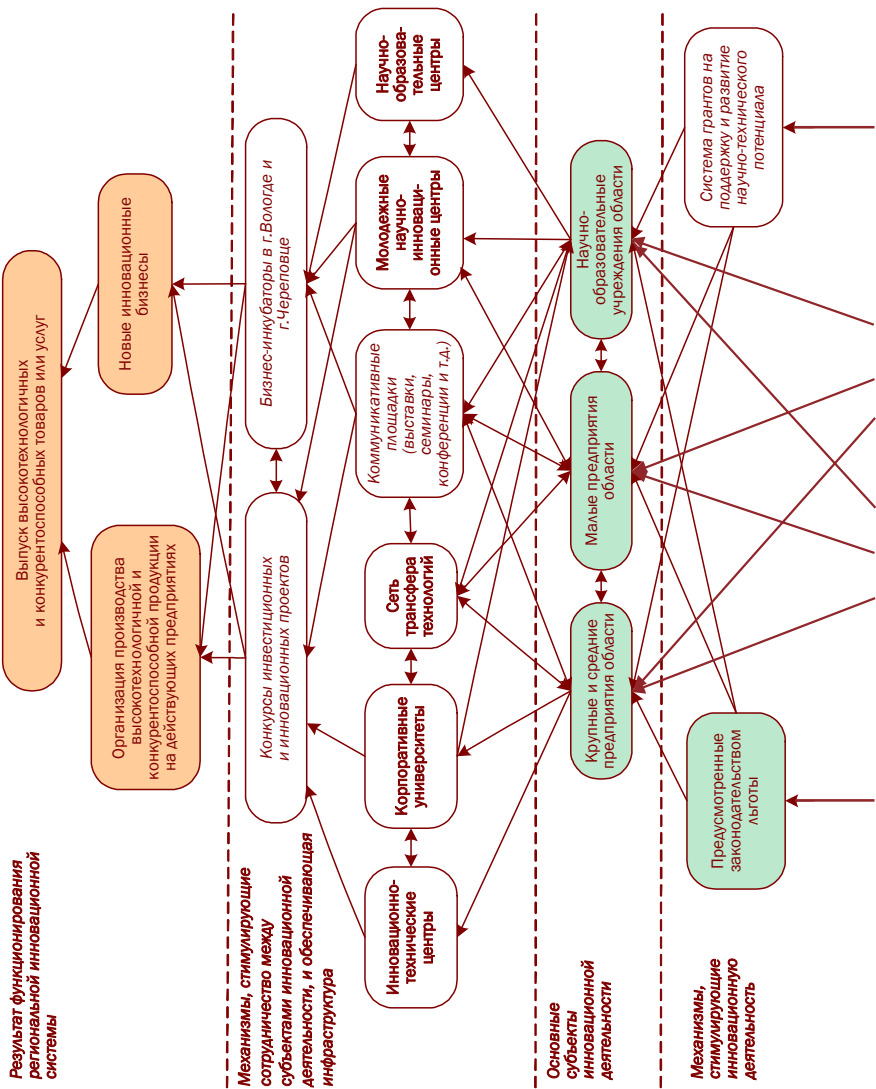 Результат функционирования
региональной инновационной
системы
Выпуск высокотехнологичных
и конкурентоспособных товаров или услуг
Организация производства
высокотехнологичной и
конкурентоспособной продукции
на действующих предприятиях
Новые инновационные
бизнесы
Механизмы, стимулирующие
сотрудничество между
субъектами инновационной
деятельности, и обеспечивающая
инфраструктура
Конкурсы инвестиционных
и инновационных проектов
Бизнес-инкубаторы в г.Вологде и
г.Череповце
Инновационно-
технические
центры
Корпоративные
университеты
Сеть
трансфера
технологий
Коммуникативные
площадки
(выставки,
семинары,
конференции и т.д.)
Молодежные
научно-
инноваци-
онные центры
Научно-
образова-
тельные
центры
Основные
субъекты
инновационной
деятельности
Крупные и средние
предприятия области
Малые предприятия
области
Научно-
образовательные
учреждения области
Механизмы,
стимулирующие
инновационную
деятельность
Предусмотренные
законодательством
льготы
Система грантов на
поддержку и развитие
научно-технического
потенциала